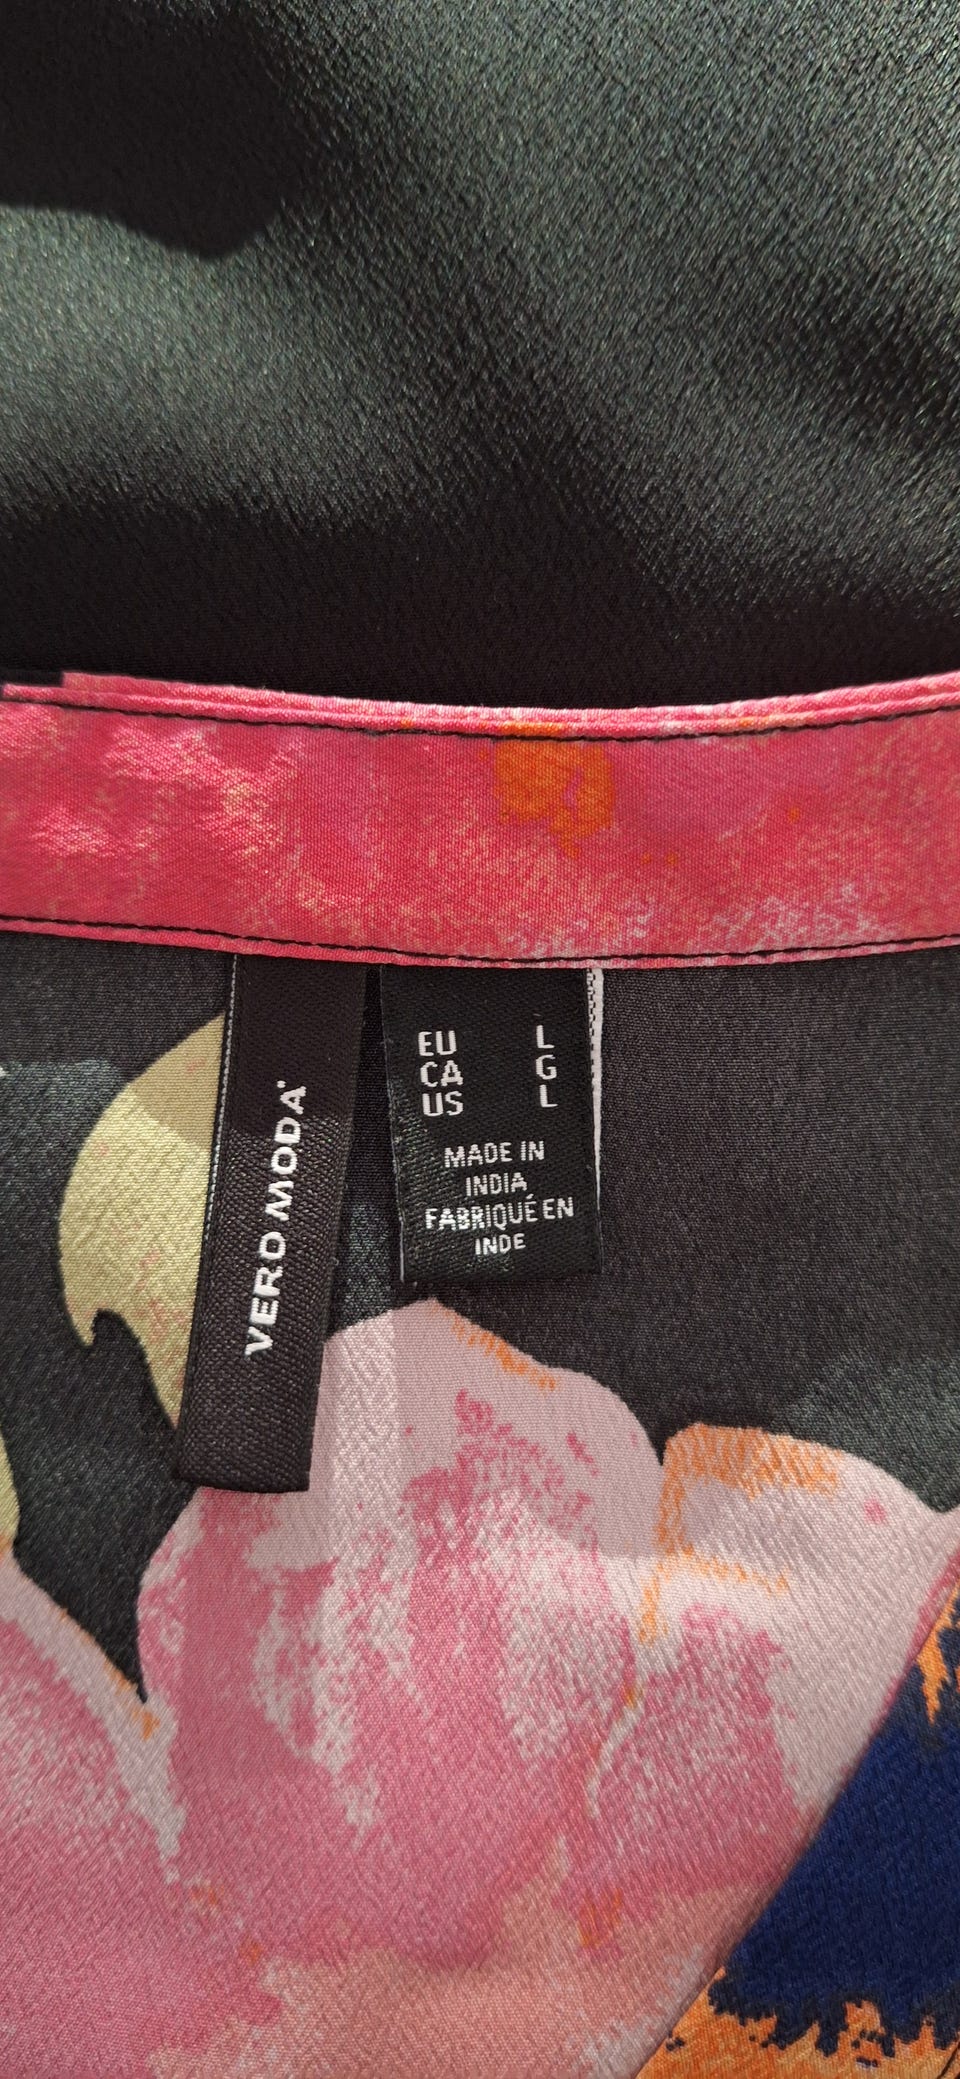 VERO MODA
EU L
CA G
US L
MADE IN
INDIA
FABRIQUÉ EN
INDE